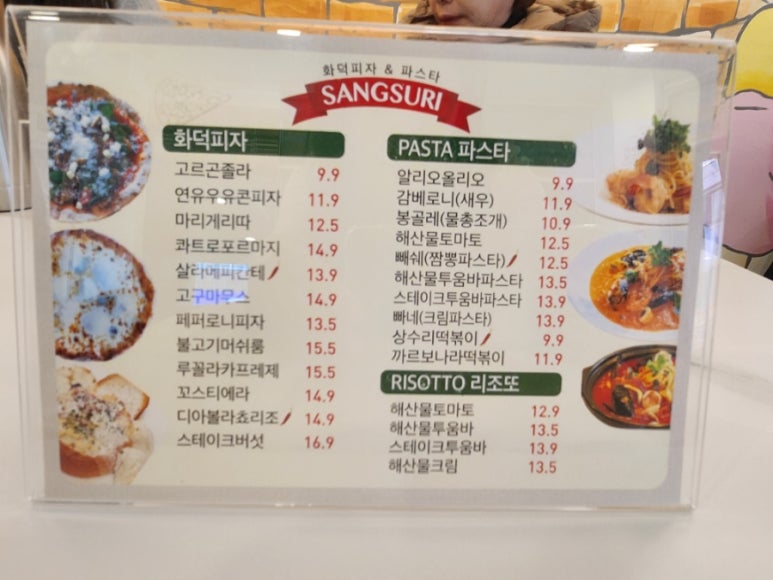 화덕피자 & 파스타
SANGSURI
화덕피자
고르곤졸라 9.9
연유우유콘피자 11.9
마리게리따 12.5
콰트로포르마지 14.9
살라메피칸테 13.9
고구마무스 14.9
페퍼로니피자 13.5
불고기머쉬룸 15.5
루꼴라카프레제 15.5
꼬스티에라 14.9
디아볼라쵸리조 14.9
스테이크버섯 16.9
PASTA 파스타
알리오올리오 9.9
감베로니(새우) 11.9
봉골레(물총조개) 10.9
해산물토마토 12.5
빼쉐(짬뽕파스타) 12.5
해산물투움바파스타 13.5
스테이크투움바파스타 13.9
빠네(크림파스타) 13.9
상수리떡볶이 9.9
까르보나라떡볶이 11.9
RISOTTO 리조또
해산물토마토 12.9
해산물투움바 13.5
스테이크투움바 13.9
해산물크림 13.5